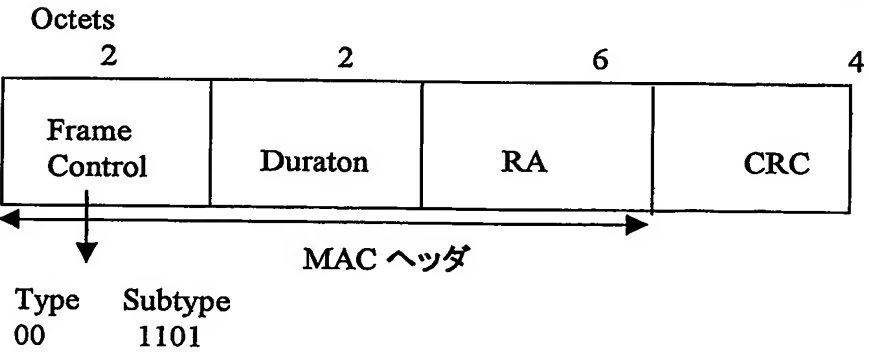 Octets
2 2 6 4
Frame
Control
Duraton
RA
CRC
MAC ヘッダ
Type Subtype
00 1101